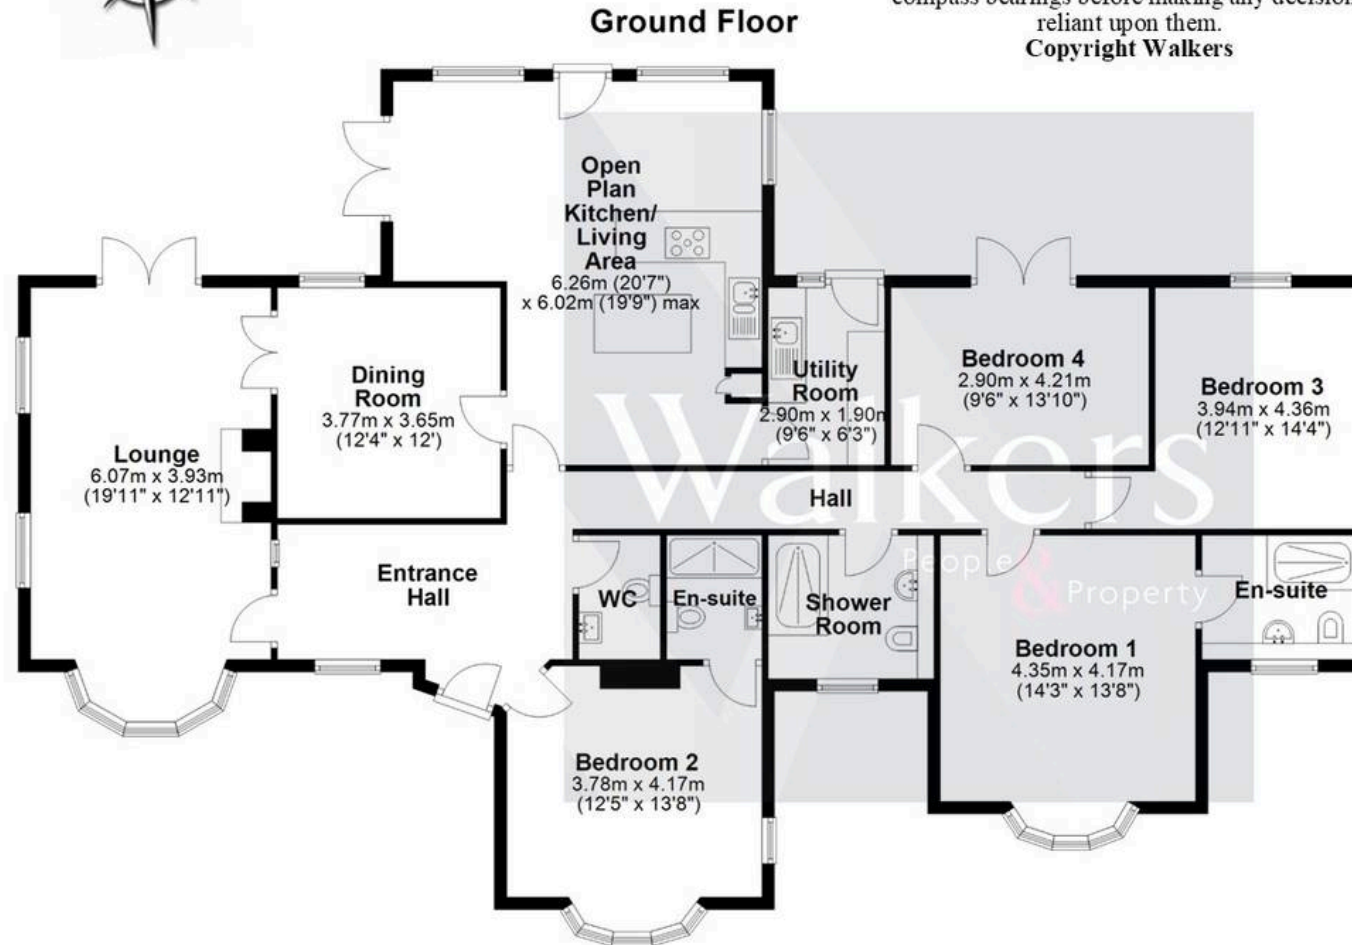 Ground Floor
compass bearings before making any decision
reliant upon them.
Copyright Walkers
Open
Plan
Kitchen/
Living
Area
6.26m (20'7")
x 6.02m (19'9") max
Dining
Room
3.77m x 3.65m
(12'4" x 12')
Lounge
6.07m x 3.93m
(19'11" x 12'11")
Utility
Room
2.90m x 1.90m
(9'6" x 6'3")
Bedroom 4
2.90m x 4.21m
(9'6" x 13'10")
Bedroom 3
3.94m x 4.36m
(12'11" x 14'4")
Walkers
People & Property
Hall
Entrance
Hall
WC
En-suite
Shower
Room
Bedroom 1
4.35m x 4.17m
(14'3" x 13'8")
En-suite
Bedroom 2
3.78m x 4.17m
(12'5" x 13'8")